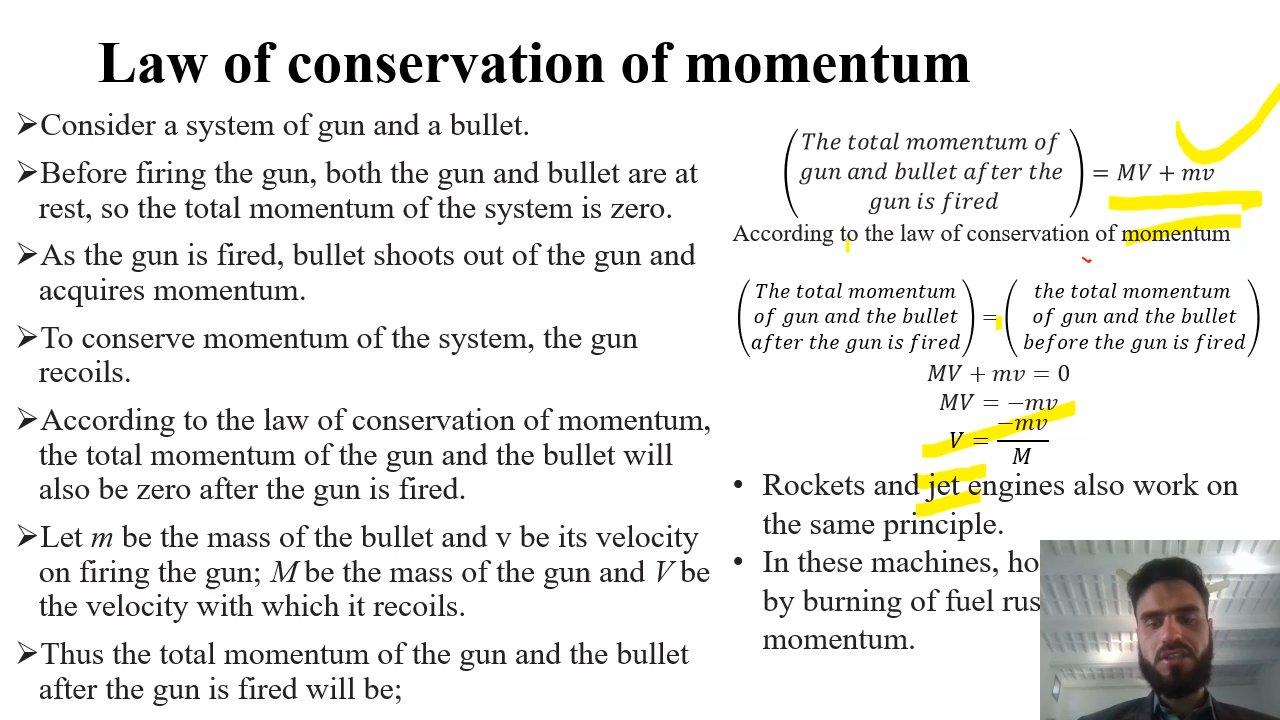 Law of conservation of momentum
➢Consider a system of gun and a bullet.
➢Before firing the gun, both the gun and bullet are at
rest, so the total momentum of the system is zero.
➢As the gun is fired, bullet shoots out of the gun and
acquires momentum.
➢To conserve momentum of the system, the gun
recoils.
➢According to the law of conservation of momentum,
the total momentum of the gun and the bullet will
also be zero after the gun is fired.
➢Let m be the mass of the bullet and v be its velocity
on firing the gun; M be the mass of the gun and V be
the velocity with which it recoils.
➢Thus the total momentum of the gun and the bullet
after the gun is fired will be;
(The total momentum of
gun and bullet after the
gun is fired) = MV + mv
According to the law of conservation of momentum
(The total momentum
of gun and the bullet
after the gun is fired) =
(the total momentum
of gun and the bullet
before the gun is fired)
MV + mv = 0
MV = −mv
V = −mv/M
• Rockets and jet engines also work on
the same principle.
• In these machines,
by burning of fuel
momentum.